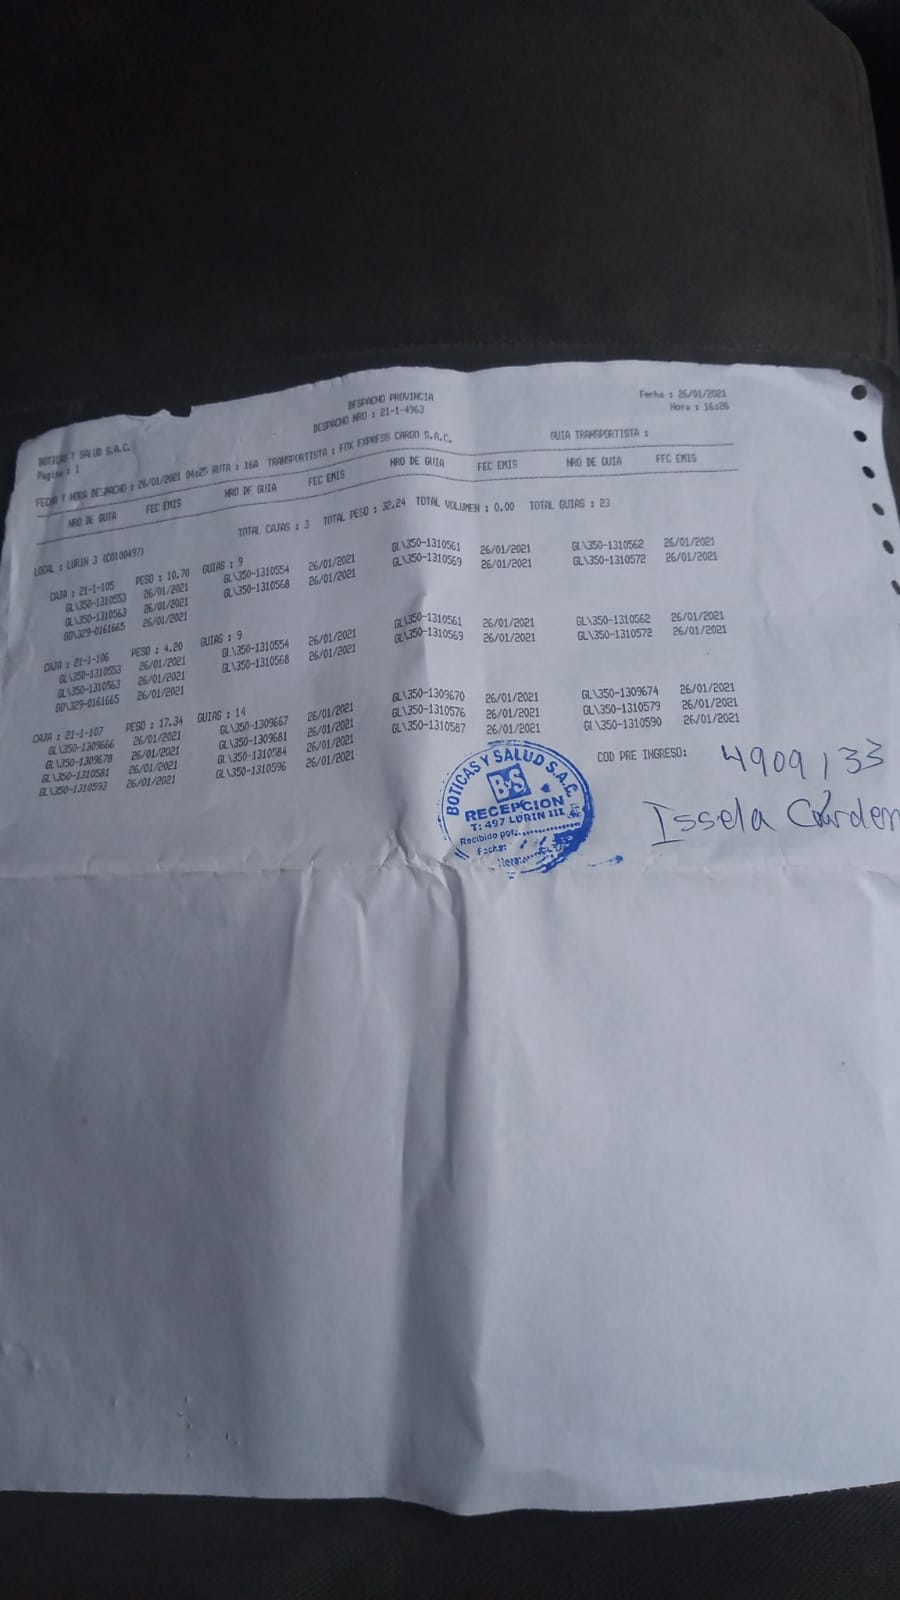 BOTICAS Y SALUD S.A.C. DESPACHO PROVINCIA Fecha : 26/01/2021
Pagina : 1 DESPACHO NRO : 21-1-4963 Hora : 16:26
FECHA Y HORA DESPACHO : 26/01/2021 04:25 RUTA : 16A TRANSPORTISTA : FOX EXPRESS CARGO S.A.C. GUIA TRANSPORTISTA :
NRO DE GUIA FEC EMIS NRO DE GUIA FEC EMIS NRO DE GUIA FEC EMIS NRO DE GUIA FEC EMIS
LOCAL : LURIN 3 (C0100497) TOTAL CAJAS : 3 TOTAL PESO : 32.24 TOTAL VOLUMEN : 0.00 TOTAL GUIAS : 23
CAJA : 21-1-105 PESO : 10.70 GUIAS : 9
GL\350-1310553 26/01/2021 GL\350-1310554 26/01/2021 GL\350-1310561 26/01/2021 GL\350-1310562 26/01/2021
GL\350-1310563 26/01/2021 GL\350-1310568 26/01/2021 GL\350-1310569 26/01/2021 GL\350-1310572 26/01/2021
GO\329-0161665 26/01/2021
CAJA : 21-1-106 PESO : 4.20 GUIAS : 9
GL\350-1310553 26/01/2021 GL\350-1310554 26/01/2021 GL\350-1310561 26/01/2021 GL\350-1310562 26/01/2021
GL\350-1310563 26/01/2021 GL\350-1310568 26/01/2021 GL\350-1310569 26/01/2021 GL\350-1310572 26/01/2021
GO\329-0161665 26/01/2021
CAJA : 21-1-107 PESO : 17.34 GUIAS : 14
GL\350-1309666 26/01/2021 GL\350-1309667 26/01/2021 GL\350-1309670 26/01/2021 GL\350-1309674 26/01/2021
GL\350-1309678 26/01/2021 GL\350-1309681 26/01/2021 GL\350-1310576 26/01/2021 GL\350-1310579 26/01/2021
GL\350-1310581 26/01/2021 GL\350-1310584 26/01/2021 GL\350-1310587 26/01/2021 GL\350-1310590 26/01/2021
GL\350-1310593 26/01/2021 GL\350-1310596 26/01/2021
COD PRE INGRESO: 4909133
Issela Cárden
BOTICAS Y SALUD S.A.C.
B&S
RECEPCION
T: 497 LURIN III
Recibido por:
Fecha:
Hora: